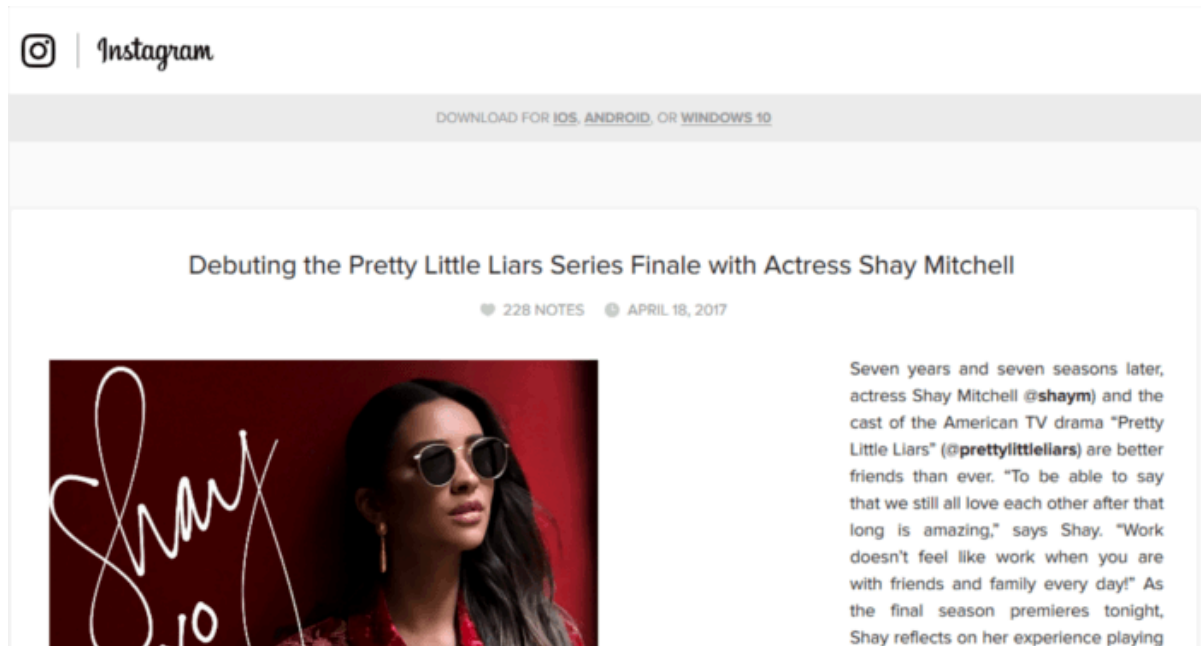 Instagram
DOWNLOAD FOR IOS, ANDROID, OR WINDOWS 10
Debuting the Pretty Little Liars Series Finale with Actress Shay Mitchell
228 NOTES APRIL 18, 2017
Shay
Seven years and seven seasons later,
actress Shay Mitchell @shaym) and the
cast of the American TV drama “Pretty
Little Liars” (@prettylittleliars) are better
friends than ever. “To be able to say
that we still all love each other after that
long is amazing,” says Shay. “Work
doesn’t feel like work when you are
with friends and family every day!” As
the final season premieres tonight,
Shay reflects on her experience playing